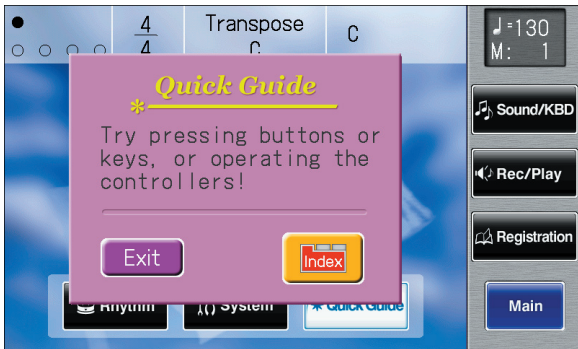 4
4
Transpose
C
C
♩=130
M: 1
Quick Guide
Try pressing buttons or
keys, or operating the
controllers!
Exit
Index
Sound/KBD
Rec/Play
Registration
Main
Rhythm
System
Quick Guide